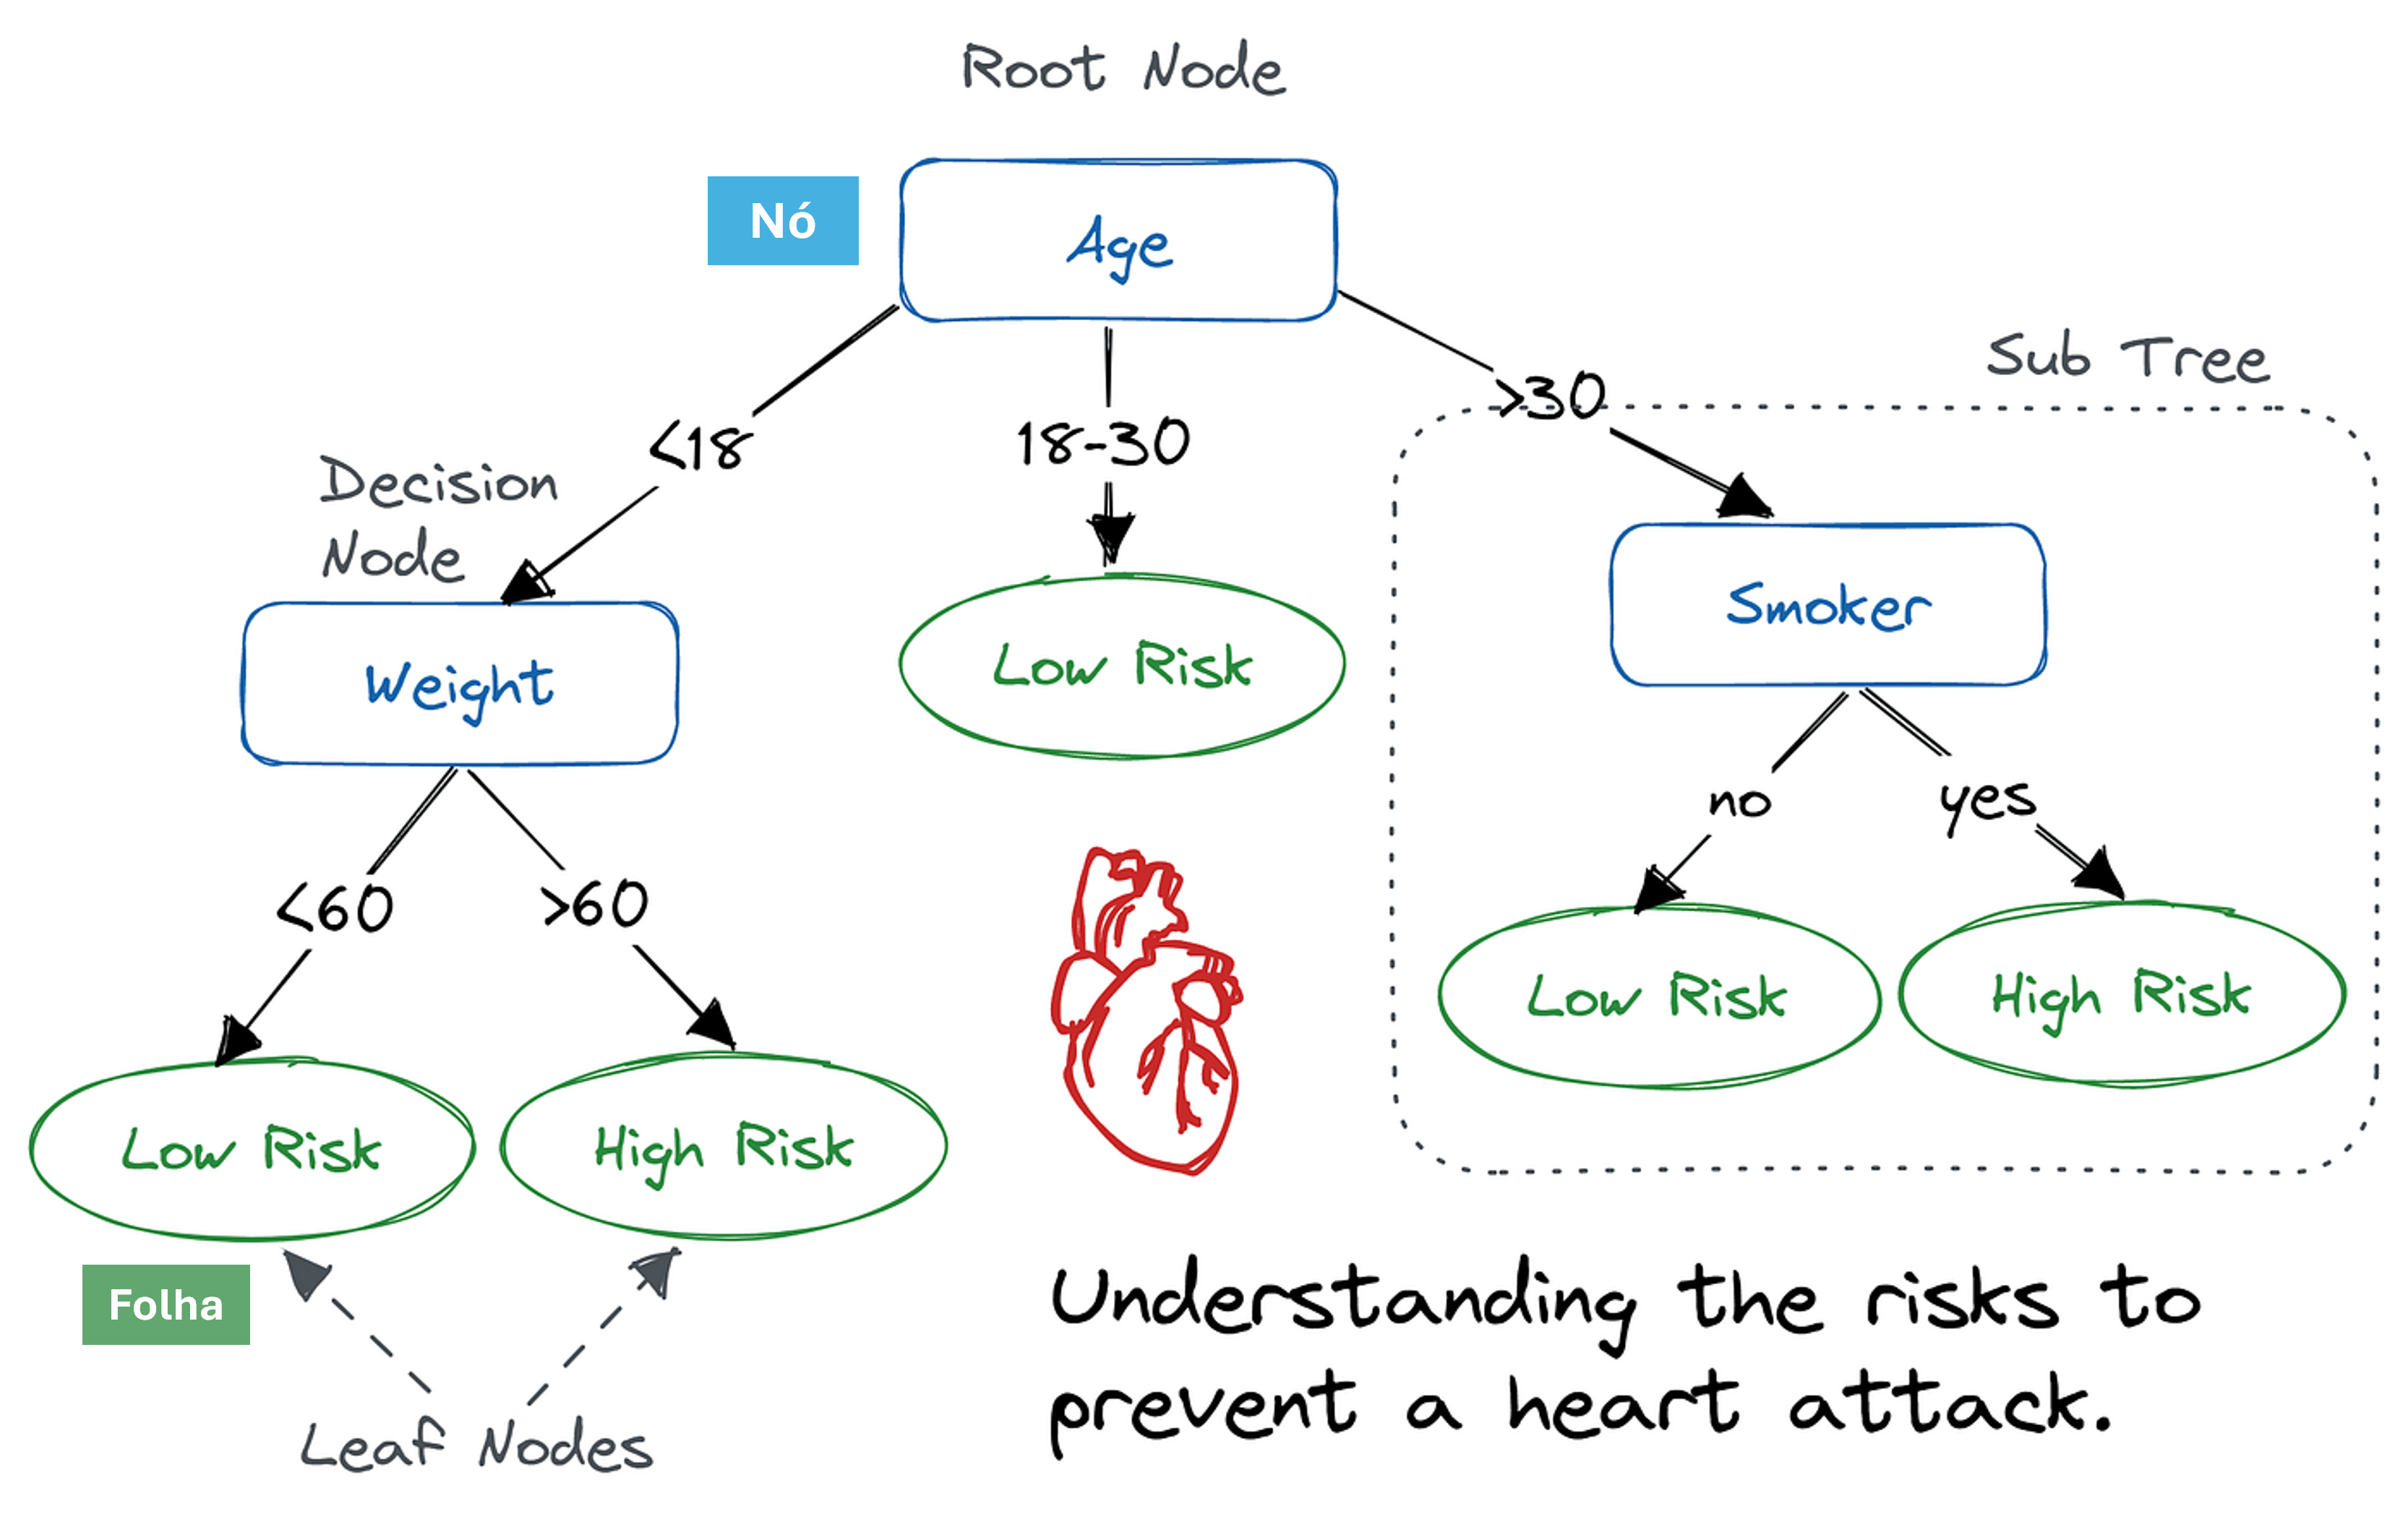 Root Node
Nó
Age
Sub Tree
<18
18-30
>30
Decision
Node
Weight
Low Risk
Smoker
<60
>60
no
yes
Low Risk
High Risk
Low Risk
High Risk
Folha
Leaf Nodes
Understanding the risks to
prevent a heart attack.